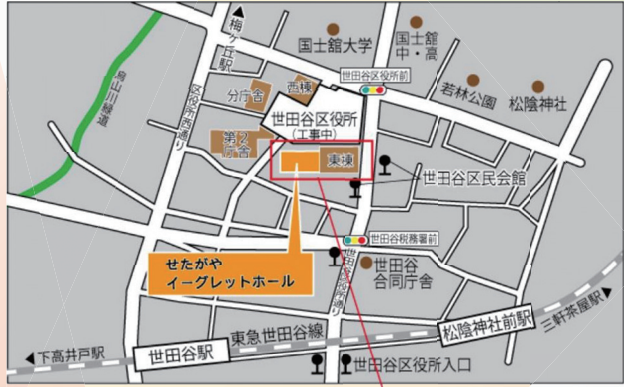 梅ヶ丘駅
烏山川緑道
区役所西通り
国士舘大学
国士舘
中・高
世田谷区役所前
若林公園
松陰神社
分庁舎
西棟
世田谷区役所
（工事中）
第２
庁舎
東棟
世田谷区民会館
世田谷税務署前
せたがや
イーグレットホール
世田谷区役所通り
世田谷
合同庁舎
東急世田谷線
松陰神社前駅
三軒茶屋駅
下高井戸駅
世田谷駅
世田谷区役所入口